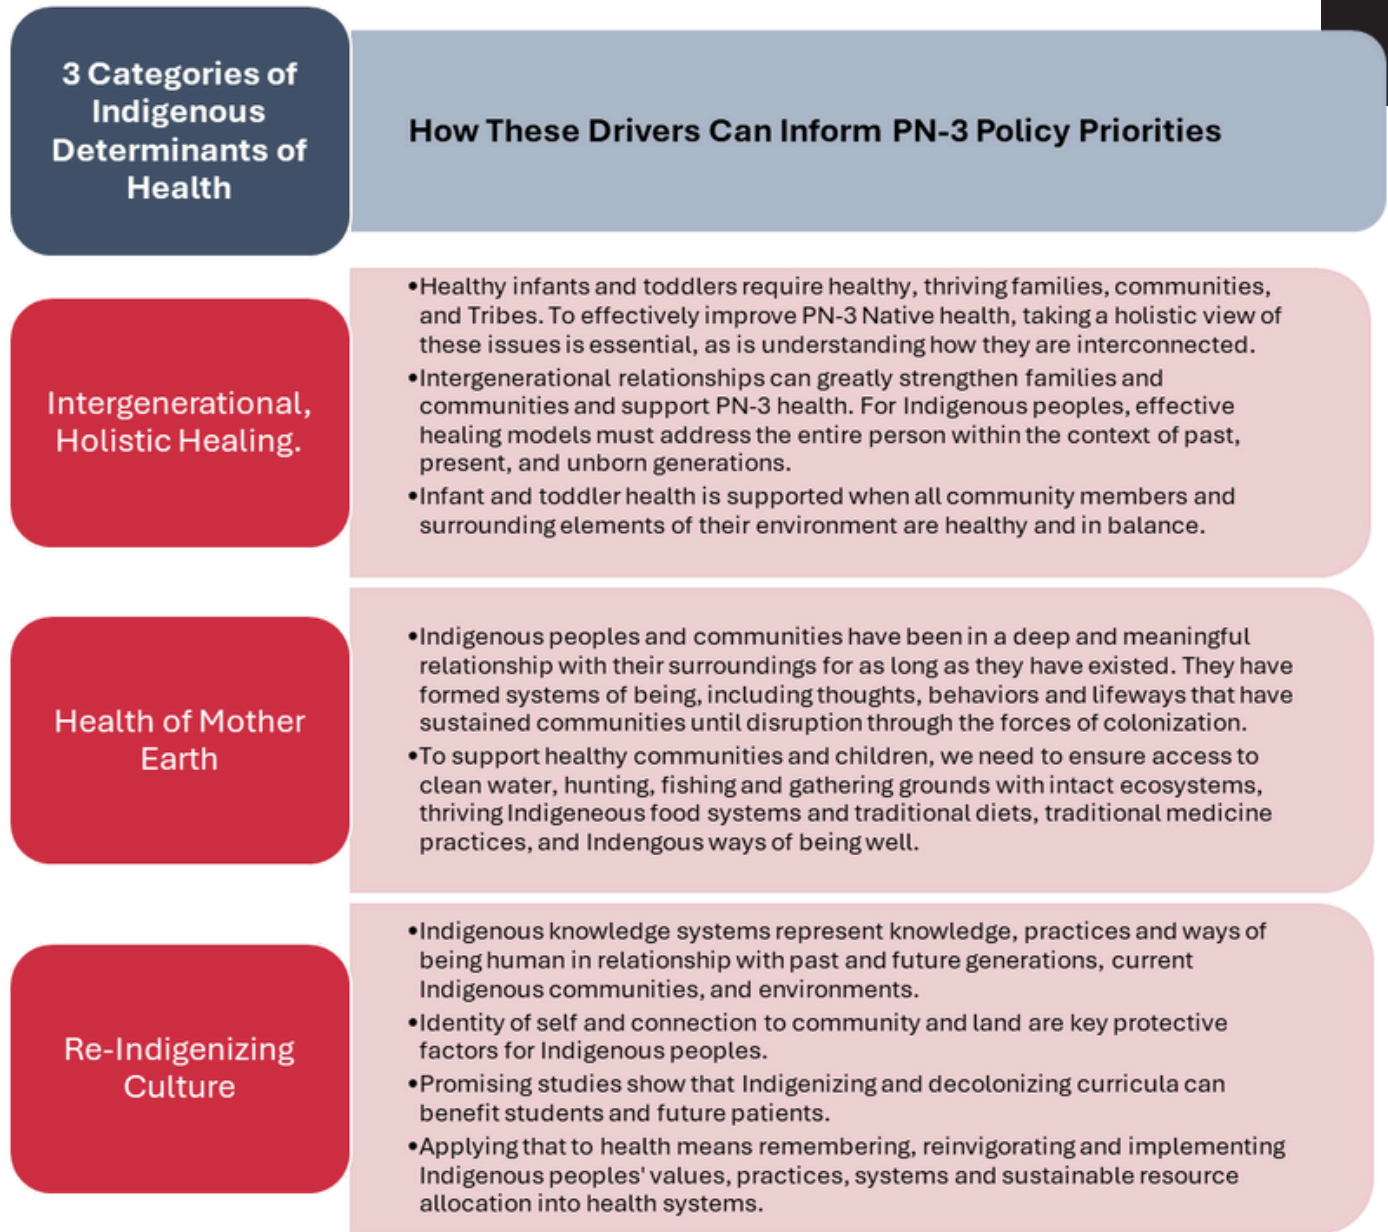 3 Categories of
Indigenous
Determinants of
Health
How These Drivers Can Inform PN-3 Policy Priorities
Intergenerational,
Holistic Healing.
•Healthy infants and toddlers require healthy, thriving families, communities,
and Tribes. To effectively improve PN-3 Native health, taking a holistic view of
these issues is essential, as is understanding how they are interconnected.
•Intergenerational relationships can greatly strengthen families and
communities and support PN-3 health. For Indigenous peoples, effective
healing models must address the entire person within the context of past,
present, and unborn generations.
•Infant and toddler health is supported when all community members and
surrounding elements of their environment are healthy and in balance.
Health of Mother
Earth
•Indigenous peoples and communities have been in a deep and meaningful
relationship with their surroundings for as long as they have existed. They have
formed systems of being, including thoughts, behaviors and lifeways that have
sustained communities until disruption through the forces of colonization.
•To support healthy communities and children, we need to ensure access to
clean water, hunting, fishing and gathering grounds with intact ecosystems,
thriving Indigeneous food systems and traditional diets, traditional medicine
practices, and Indengous ways of being well.
Re-Indigenizing
Culture
•Indigenous knowledge systems represent knowledge, practices and ways of
being human in relationship with past and future generations, current
Indigenous communities, and environments.
•Identity of self and connection to community and land are key protective
factors for Indigenous peoples.
•Promising studies show that Indigenizing and decolonizing curricula can
benefit students and future patients.
•Applying that to health means remembering, reinvigorating and implementing
Indigenous peoples' values, practices, systems and sustainable resource
allocation into health systems.